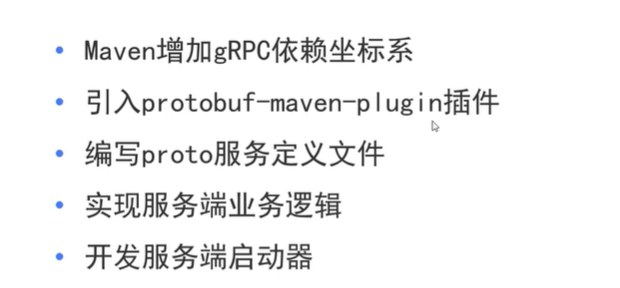 Maven增加gRPC依赖坐标系
引入protobuf-maven-plugin插件
编写proto服务定义文件
实现服务端业务逻辑
开发服务端启动器